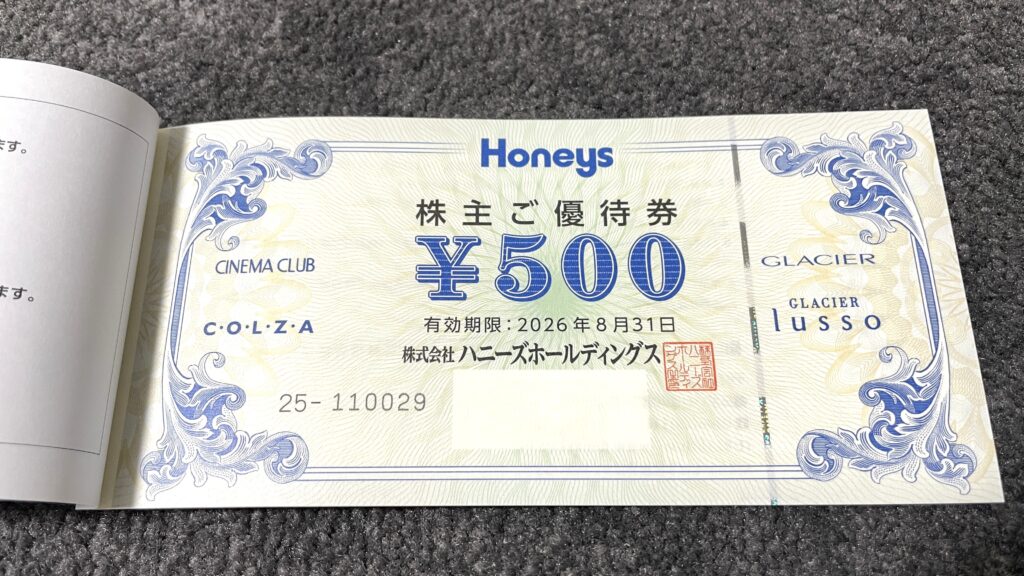 ます。
ます。
Honeys
株主ご優待券
¥500
CINEMA CLUB
GLACIER
C・O・L・Z・A
GLACIER
lusso
有効期限：2026年8月31日
株式会社ハニーズホールディングス
25-110029